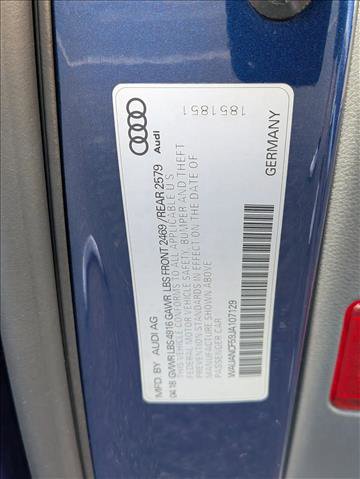 Audi
1851851
MFD BY AUDI AG
GERMANY
04.18 GVWR LBS 4916 GAWR LBS FRONT 2469 /REAR 2579
THIS VEHICLE CONFORMS TO ALL APPLICABLE U S
FEDERAL MOTOR VEHICLE SAFETY, BUMPER AND THEFT
PREVENTION STANDARDS IN EFFECT ON THE DATE OF
MANUFACTURE SHOWN ABOVE.
PASSENGER CAR
WAUANCF59JA107129